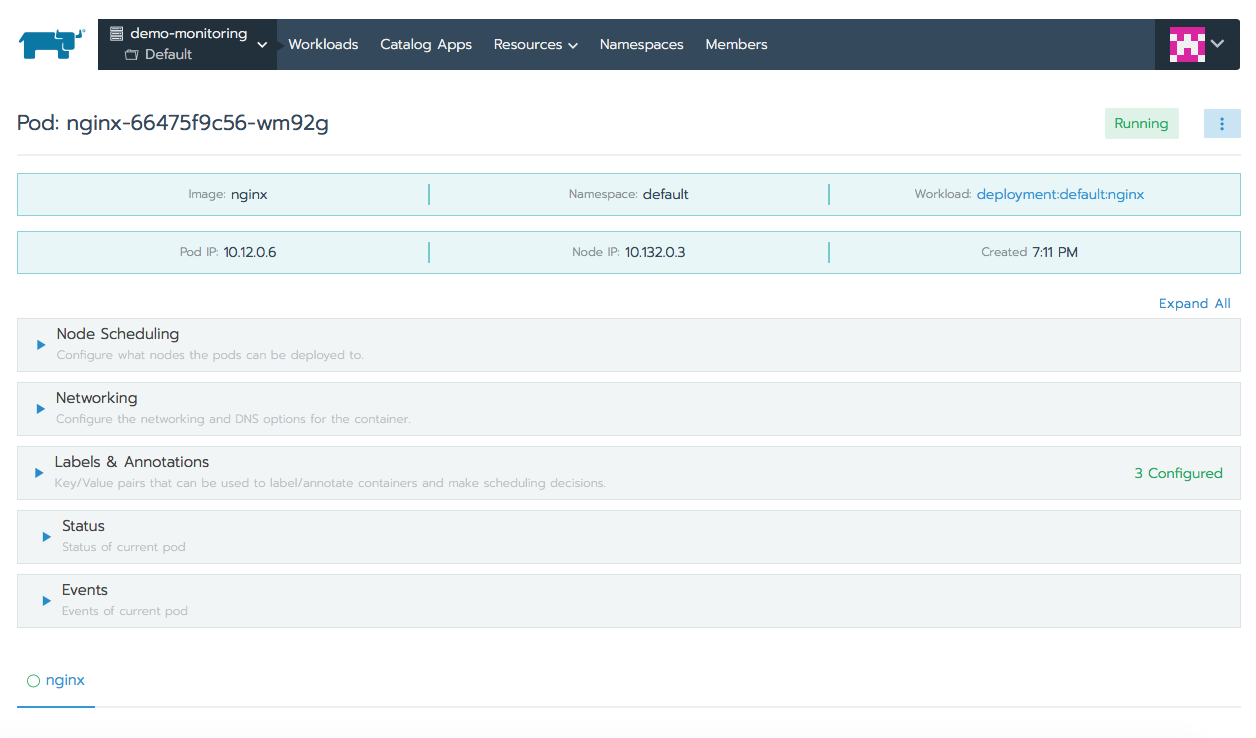 demo-monitoring
Default
Workloads Catalog Apps Resources Namespaces Members
Pod: nginx-66475f9c56-wm92g
Running
Image: nginx Namespace: default Workload: deployment:default:nginx
Pod IP: 10.12.0.6 Node IP: 10.132.0.3 Created 7:11 PM
Expand All
Node Scheduling
Configure what nodes the pods can be deployed to.
Networking
Configure the networking and DNS options for the container.
Labels & Annotations
Key/Value pairs that can be used to label/annotate containers and make scheduling decisions.
3 Configured
Status
Status of current pod
Events
Events of current pod
nginx